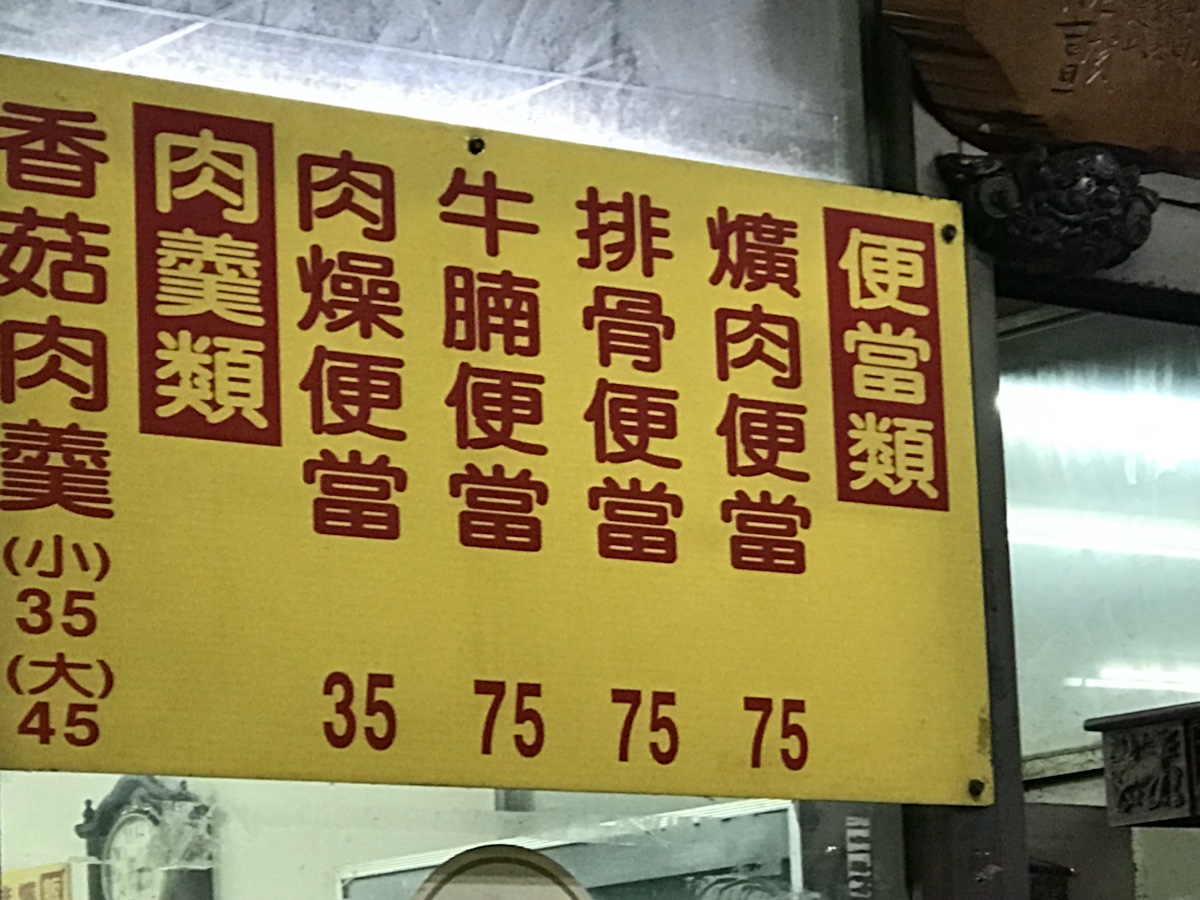 便當類
爌肉便當 75
排骨便當 75
牛腩便當 75
肉燥便當 35
肉羹類
香菇肉羹 (小) 35 (大) 45